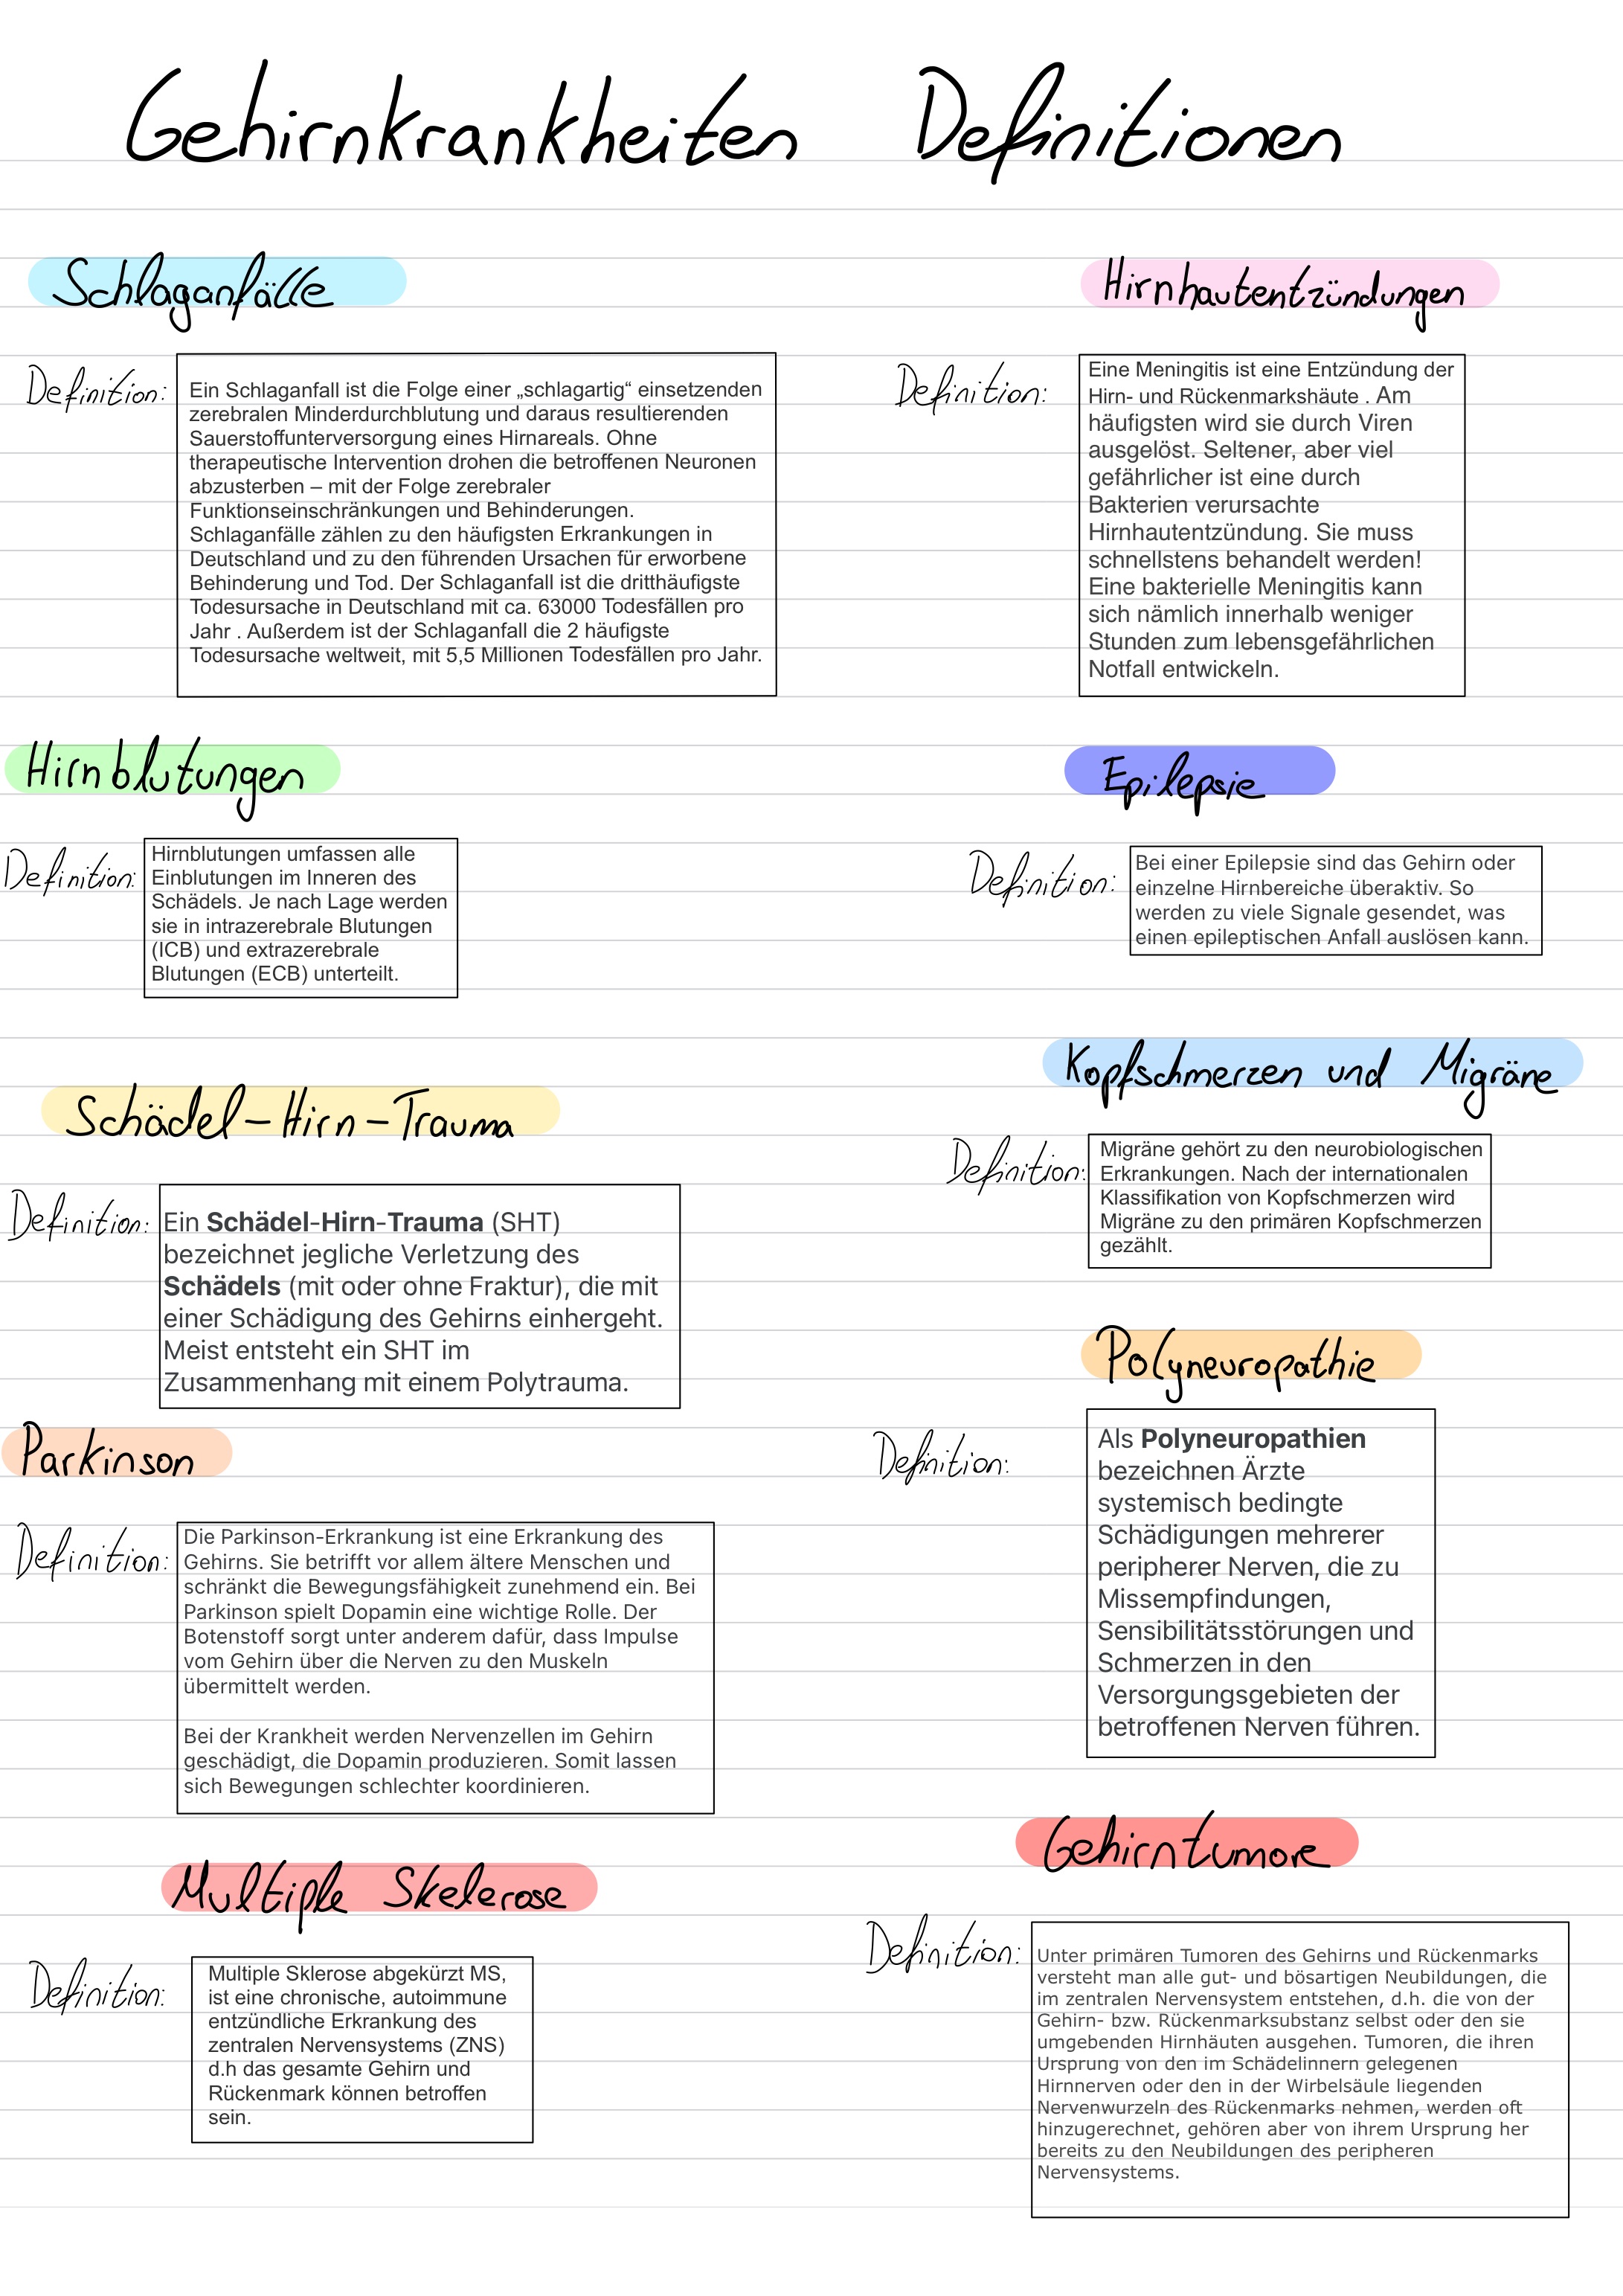 Gehirnkrankheiten Definitionen
Schlaganfälle
Definition:
Ein Schlaganfall ist die Folge einer „schlagartig“ einsetzenden
zerebralen Minderdurchblutung und daraus resultierenden
Sauerstoffunterversorgung eines Hirnareals. Ohne
therapeutische Intervention drohen die betroffenen Neuronen
abzusterben – mit der Folge zerebraler
Funktionseinschränkungen und Behinderungen.
Schlaganfälle zählen zu den häufigsten Erkrankungen in
Deutschland und zu den führenden Ursachen für erworbene
Behinderung und Tod. Der Schlaganfall ist die dritthäufigste
Todesursache in Deutschland mit ca. 63000 Todesfällen pro
Jahr . Außerdem ist der Schlaganfall die 2 häufigste
Todesursache weltweit, mit 5,5 Millionen Todesfällen pro Jahr.
Hirnblutungen
Definition:
Hirnblutungen umfassen alle
Einblutungen im Inneren des
Schädels. Je nach Lage werden
sie in intrazerebrale Blutungen
(ICB) und extrazerebrale
Blutungen (ECB) unterteilt.
Schädel-Hirn-Trauma
Definition:
Ein Schädel-Hirn-Trauma (SHT)
bezeichnet jegliche Verletzung des
Schädels (mit oder ohne Fraktur), die mit
einer Schädigung des Gehirns einhergeht.
Meist entsteht ein SHT im
Zusammenhang mit einem Polytrauma.
Parkinson
Definition:
Die Parkinson-Erkrankung ist eine Erkrankung des
Gehirns. Sie betrifft vor allem ältere Menschen und
schränkt die Bewegungsfähigkeit zunehmend ein. Bei
Parkinson spielt Dopamin eine wichtige Rolle. Der
Botenstoff sorgt unter anderem dafür, dass Impulse
vom Gehirn über die Nerven zu den Muskeln
übermittelt werden.
Bei der Krankheit werden Nervenzellen im Gehirn
geschädigt, die Dopamin produzieren. Somit lassen
sich Bewegungen schlechter koordinieren.
Multiple Skelerose
Definition:
Multiple Sklerose abgekürzt MS,
ist eine chronische, autoimmune
entzündliche Erkrankung des
zentralen Nervensystems (ZNS)
d.h das gesamte Gehirn und
Rückenmark können betroffen
sein.
Hirnhautentzündungen
Definition:
Eine Meningitis ist eine Entzündung der
Hirn- und Rückenmarkshäute . Am
häufigsten wird sie durch Viren
ausgelöst. Seltener, aber viel
gefährlicher ist eine durch
Bakterien verursachte
Hirnhautentzündung. Sie muss
schnellstens behandelt werden!
Eine bakterielle Meningitis kann
sich nämlich innerhalb weniger
Stunden zum lebensgefährlichen
Notfall entwickeln.
Epilepsie
Definition:
Bei einer Epilepsie sind das Gehirn oder
einzelne Hirnbereiche überaktiv. So
werden zu viele Signale gesendet, was
einen epileptischen Anfall auslösen kann.
Kopfschmerzen und Migräne
Definition:
Migräne gehört zu den neurobiologischen
Erkrankungen. Nach der internationalen
Klassifikation von Kopfschmerzen wird
Migräne zu den primären Kopfschmerzen
gezählt.
Polyneuropathie
Definition:
Als Polyneuropathien
bezeichnen Ärzte
systemisch bedingte
Schädigungen mehrerer
peripherer Nerven, die zu
Missempfindungen,
Sensibilitätsstörungen und
Schmerzen in den
Versorgungsgebieten der
betroffenen Nerven führen.
Gehirntumore
Definition:
Unter primären Tumoren des Gehirns und Rückenmarks
versteht man alle gut- und bösartigen Neubildungen, die
im zentralen Nervensystem entstehen, d.h. die von der
Gehirn- bzw. Rückenmarksubstanz selbst oder den sie
umgebenden Hirnhäuten ausgehen. Tumoren, die ihren
Ursprung von den im Schädelinnern gelegenen
Hirnnerven oder den in der Wirbelsäule liegenden
Nervenwurzeln des Rückenmarks nehmen, werden oft
hinzugerechnet, gehören aber von ihrem Ursprung her
bereits zu den Neubildungen des peripheren
Nervensystems.